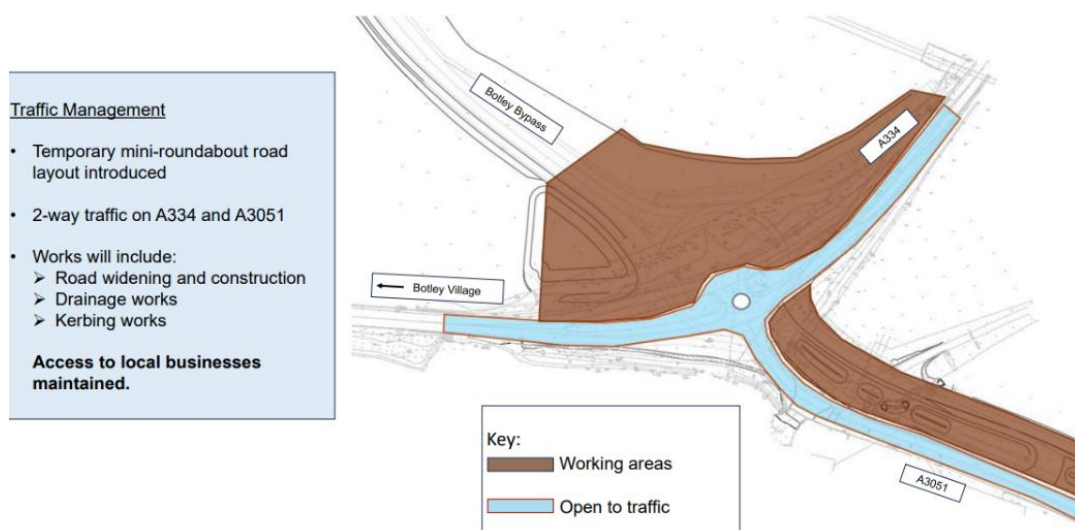 Traffic Management
• Temporary mini-roundabout road
layout introduced
• 2-way traffic on A334 and A3051
• Works will include:
➢ Road widening and construction
➢ Drainage works
➢ Kerbing works
Access to local businesses
maintained.
Botley Bypass
A334
Botley Village
A3051
Key:
Working areas
Open to traffic